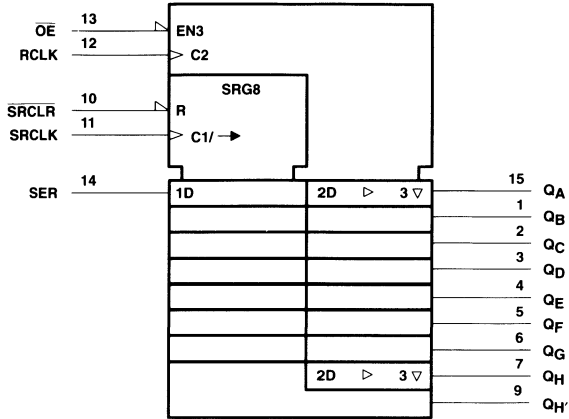 OE 13 EN3
RCLK 12 C2
SRG8
SRCLR 10 R
SRCLK 11 C1/
SER 14 1D 2D 3 15 QA
1 QB
2 QC
3 QD
4 QE
5 QF
6 QG
2D 3 7 QH
9 QH'